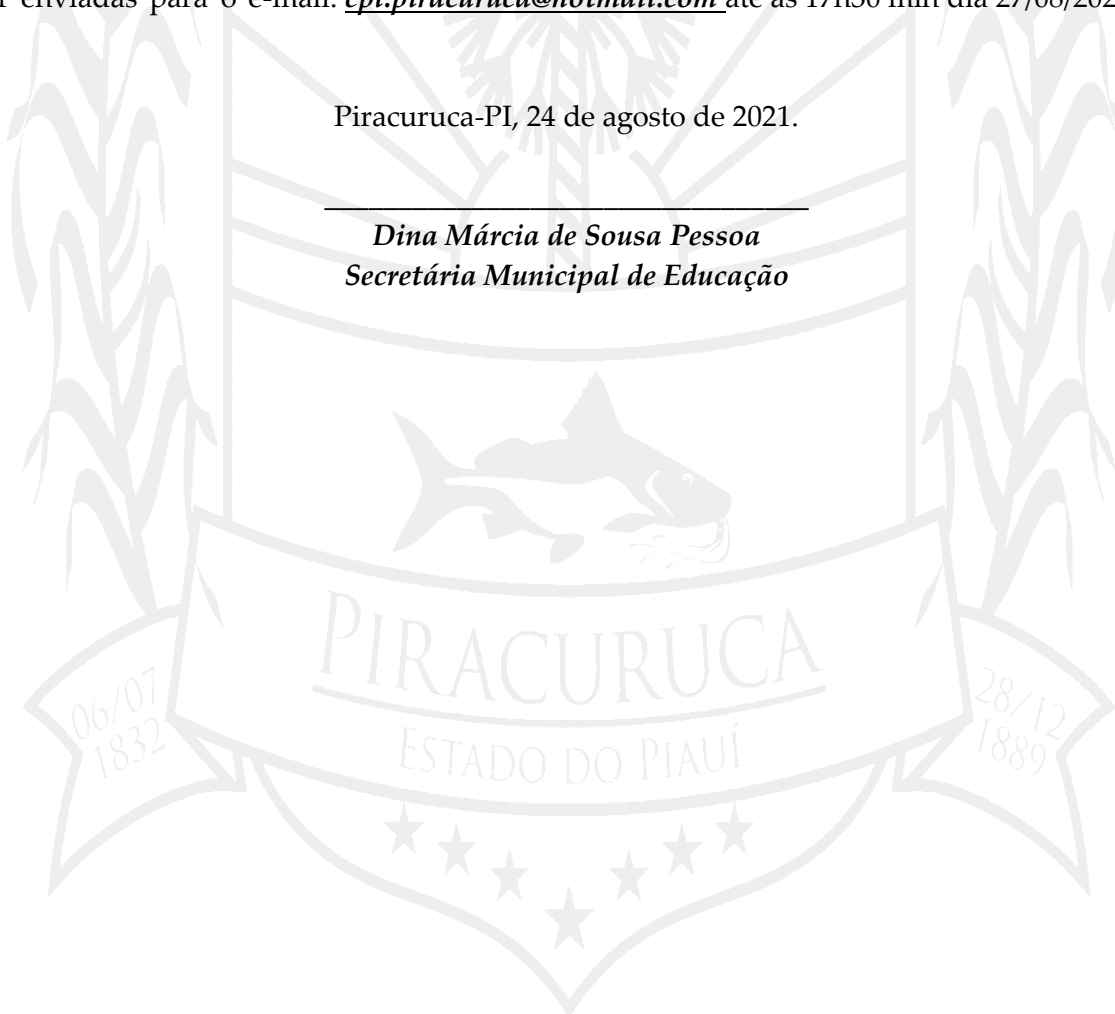 enviadas para o e-mail: cpl.piracuruca@hotmail.com até às 17h30 min dia 27/08/202
Piracuruca-PI, 24 de agosto de 2021.
Dina Márcia de Sousa Pessoa
Secretária Municipal de Educação
PIRACURUCA
06/07
1832
28/12
1889
ESTADO DO PIAUÍ